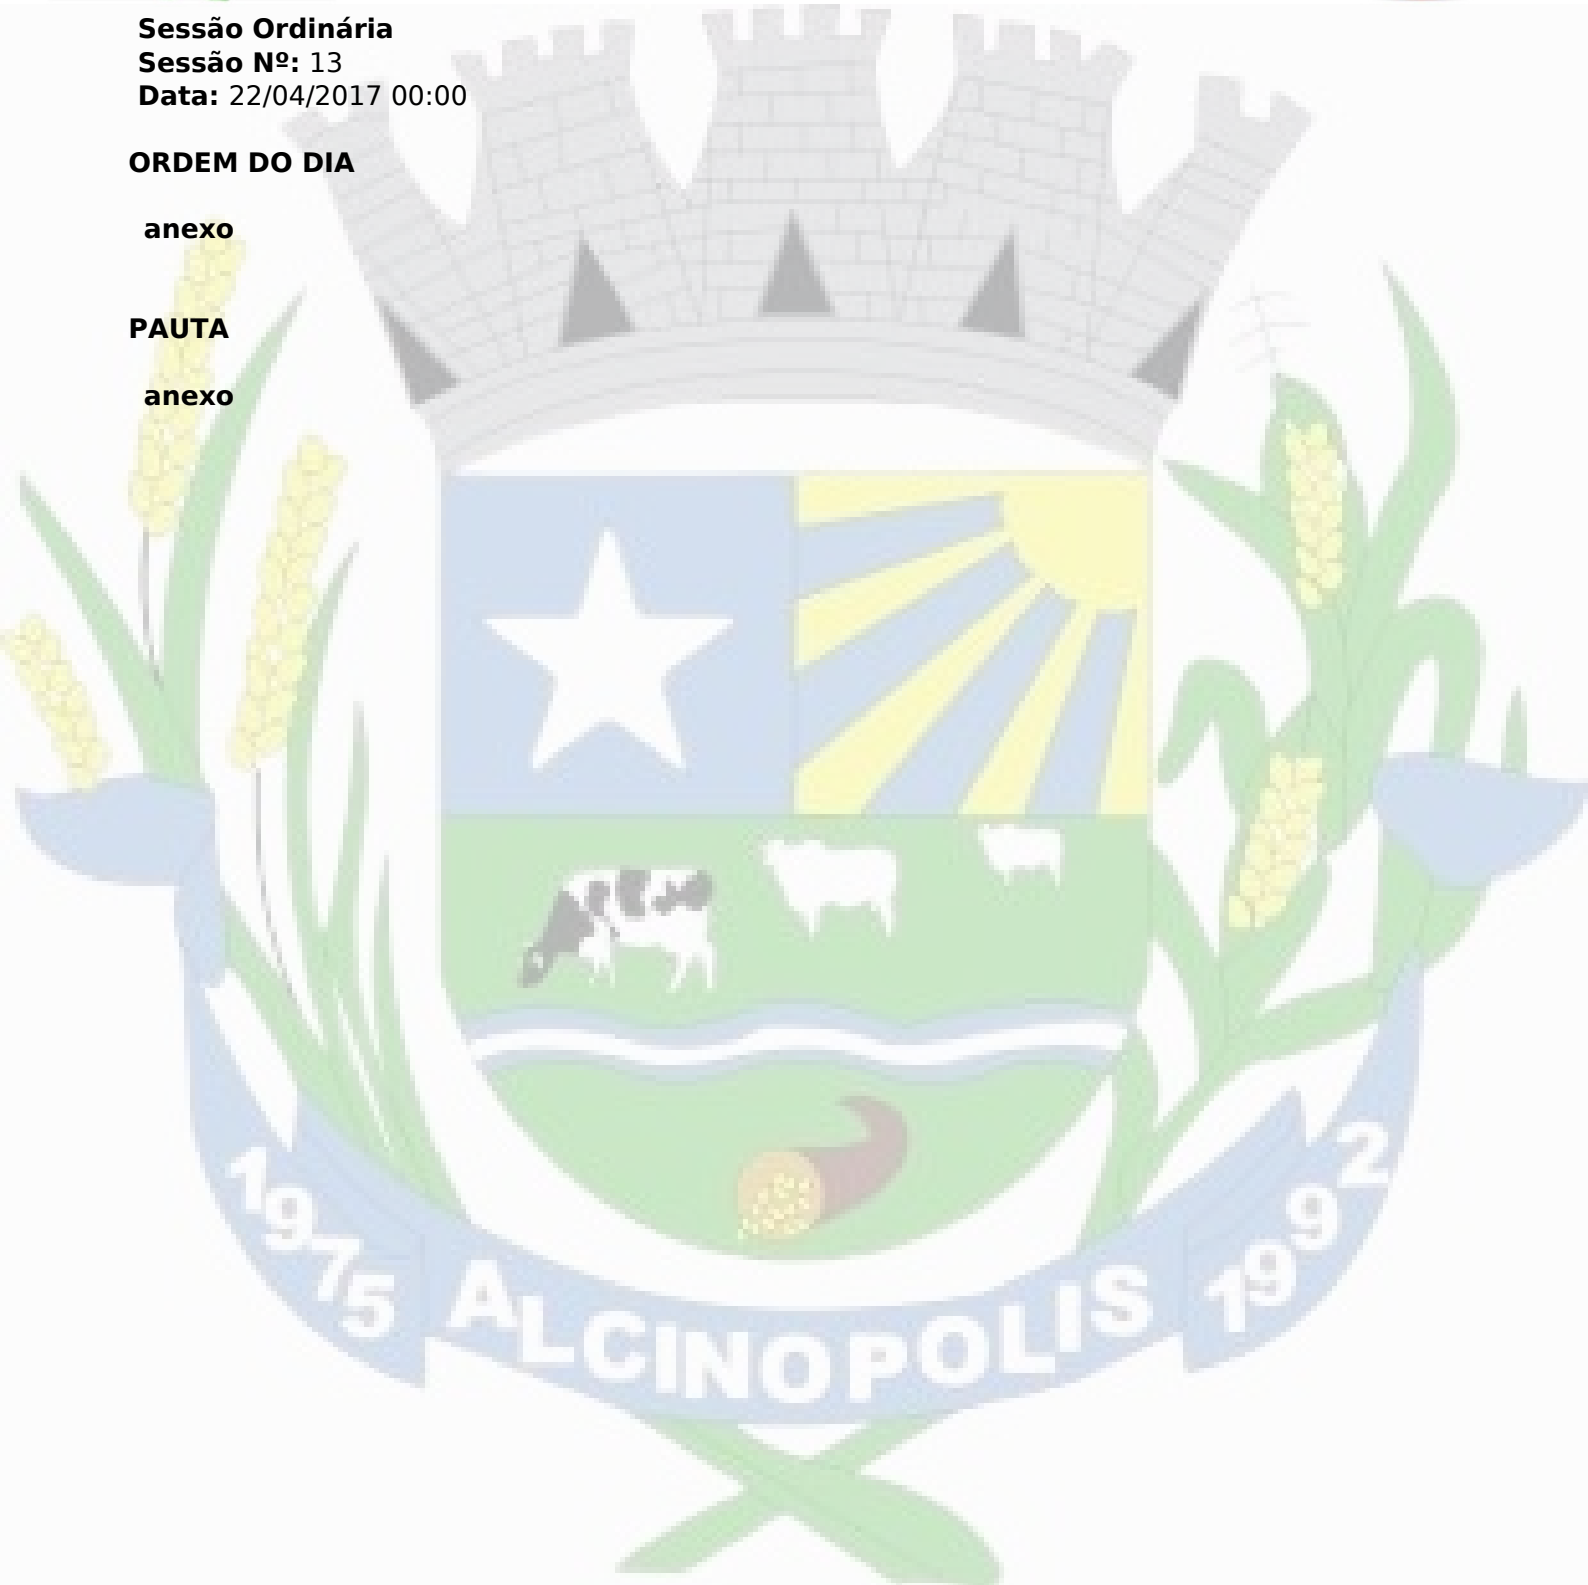 Sessão Ordinária
Sessão Nº: 13
Data: 22/04/2017 00:00
ORDEM DO DIA
anexo
PAUTA
anexo
1975
ALCINOPOLIS
1992